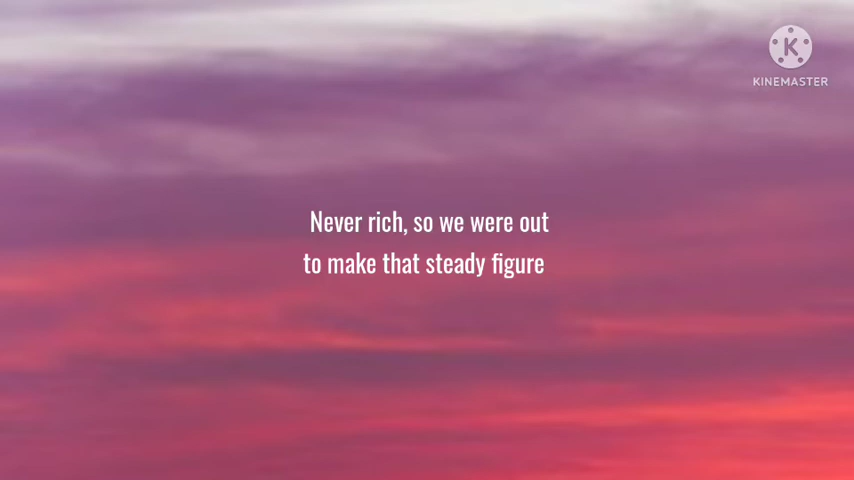 K
KINEMASTER
Never rich, so we were out
to make that steady figure